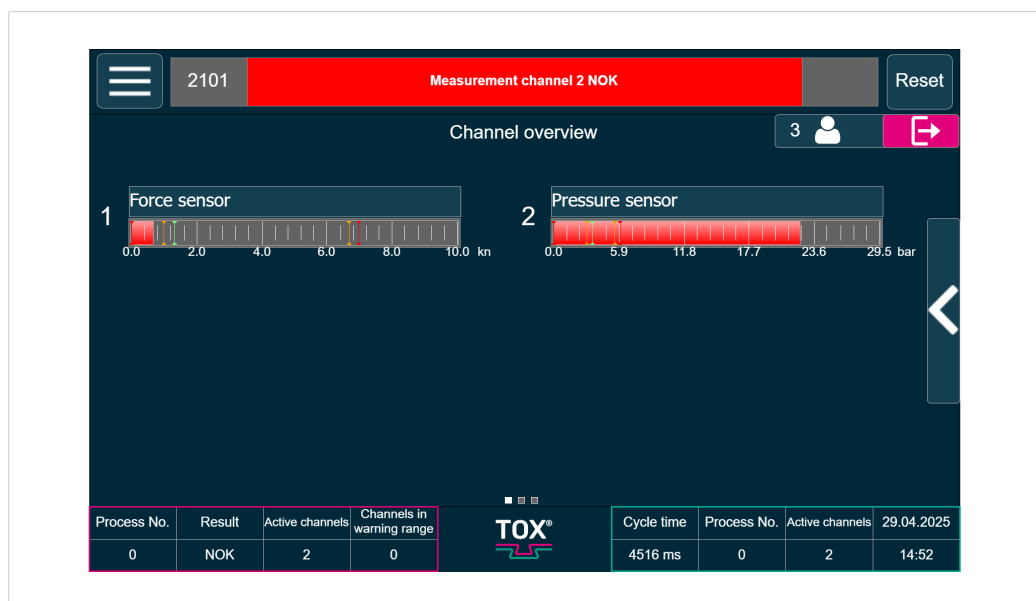 2101
Measurement channel 2 NOK
Reset
Channel overview
3
1
Force sensor
0.0 2.0 4.0 6.0 8.0 10.0 kn
2
Pressure sensor
0.0 5.9 11.8 17.7 23.6 29.5 bar
Process No. Result Active channels Channels in
warning range
0 NOK 2 0
TOX®
Cycle time Process No. Active channels 29.04.2025
4516 ms 0 2 14:52